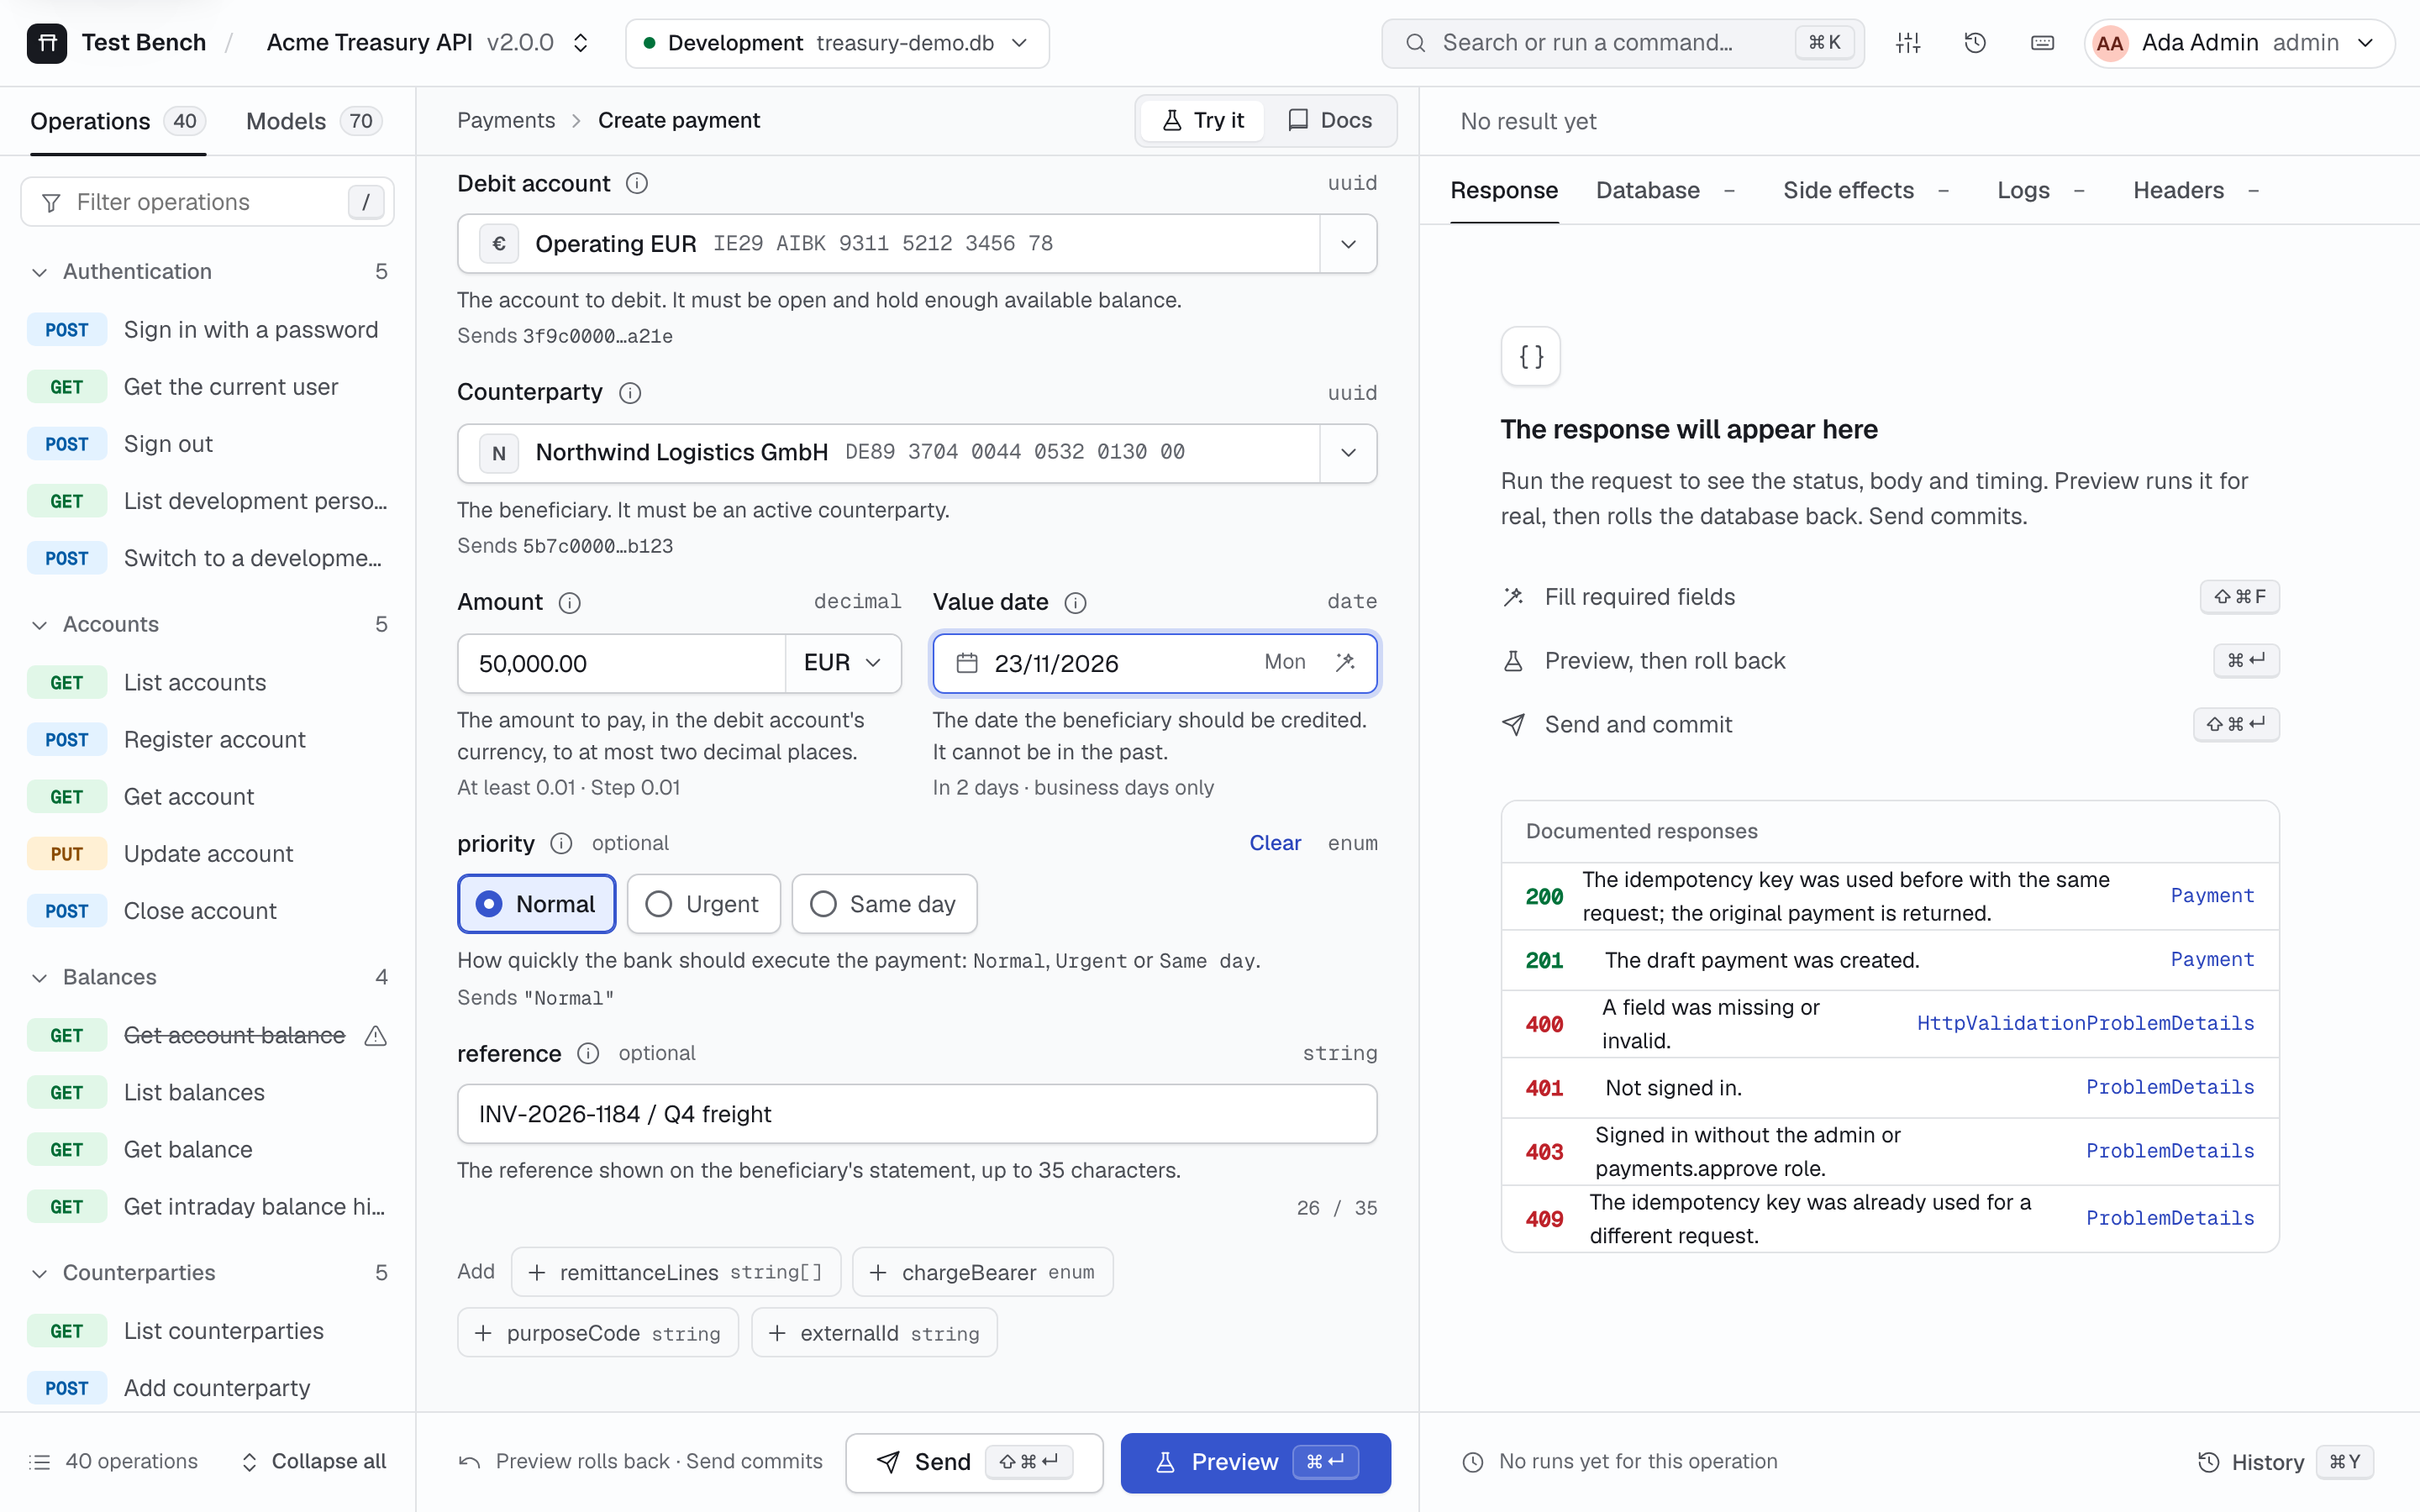 Test Bench / Acme Treasury API v2.0.0
Development treasury-demo.db
Search or run a command... ⌘K
AA Ada Admin admin
Operations 40 Models 70
Filter operations /
Authentication 5
POST Sign in with a password
GET Get the current user
POST Sign out
GET List development perso...
POST Switch to a developme...
Accounts 5
GET List accounts
POST Register account
GET Get account
PUT Update account
POST Close account
Balances 4
GET Get account balance
GET List balances
GET Get balance
GET Get intraday balance hi...
Counterparties 5
GET List counterparties
POST Add counterparty
40 operations Collapse all
Payments > Create payment
Try it Docs
Debit account uuid
€ Operating EUR IE29 AIBK 9311 5212 3456 78
The account to debit. It must be open and hold enough available balance.
Sends 3f9c0000…a21e
Counterparty uuid
N Northwind Logistics GmbH DE89 3704 0044 0532 0130 00
The beneficiary. It must be an active counterparty.
Sends 5b7c0000…b123
Amount decimal
50,000.00 EUR
The amount to pay, in the debit account's
currency, to at most two decimal places.
At least 0.01 · Step 0.01
Value date date
23/11/2026 Mon
The date the beneficiary should be credited.
It cannot be in the past.
In 2 days · business days only
priority optional Clear enum
Normal Urgent Same day
How quickly the bank should execute the payment: Normal, Urgent or Same day.
Sends "Normal"
reference optional string
INV-2026-1184 / Q4 freight
The reference shown on the beneficiary's statement, up to 35 characters.
26 / 35
Add + remittanceLines string[] + chargeBearer enum
+ purposeCode string + externalId string
Preview rolls back · Send commits
Send ⇧⌘↵
Preview ⌘↵
No result yet
Response Database – Side effects – Logs – Headers –
{}
The response will appear here
Run the request to see the status, body and timing. Preview runs it for
real, then rolls the database back. Send commits.
Fill required fields ⇧⌘F
Preview, then roll back ⌘↵
Send and commit ⇧⌘↵
Documented responses
200 The idempotency key was used before with the same
request; the original payment is returned. Payment
201 The draft payment was created. Payment
400 A field was missing or
invalid. HttpValidationProblemDetails
401 Not signed in. ProblemDetails
403 Signed in without the admin or
payments.approve role. ProblemDetails
409 The idempotency key was already used for a
different request. ProblemDetails
No runs yet for this operation
History ⌘Y